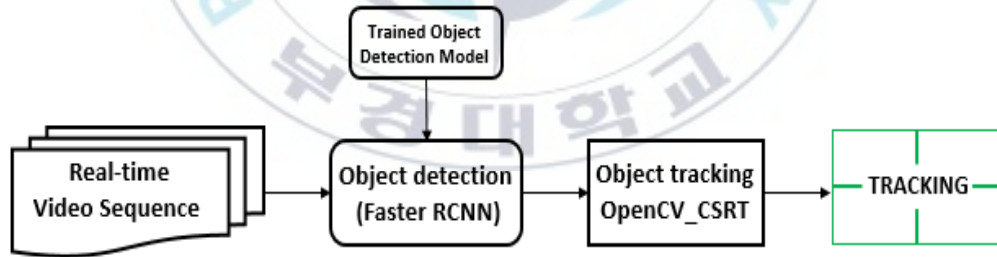 Trained Object
Detection Model
부경대학교
Real-time
Video Sequence
Object detection
(Faster RCNN)
Object tracking
OpenCV_CSRT
TRACKING